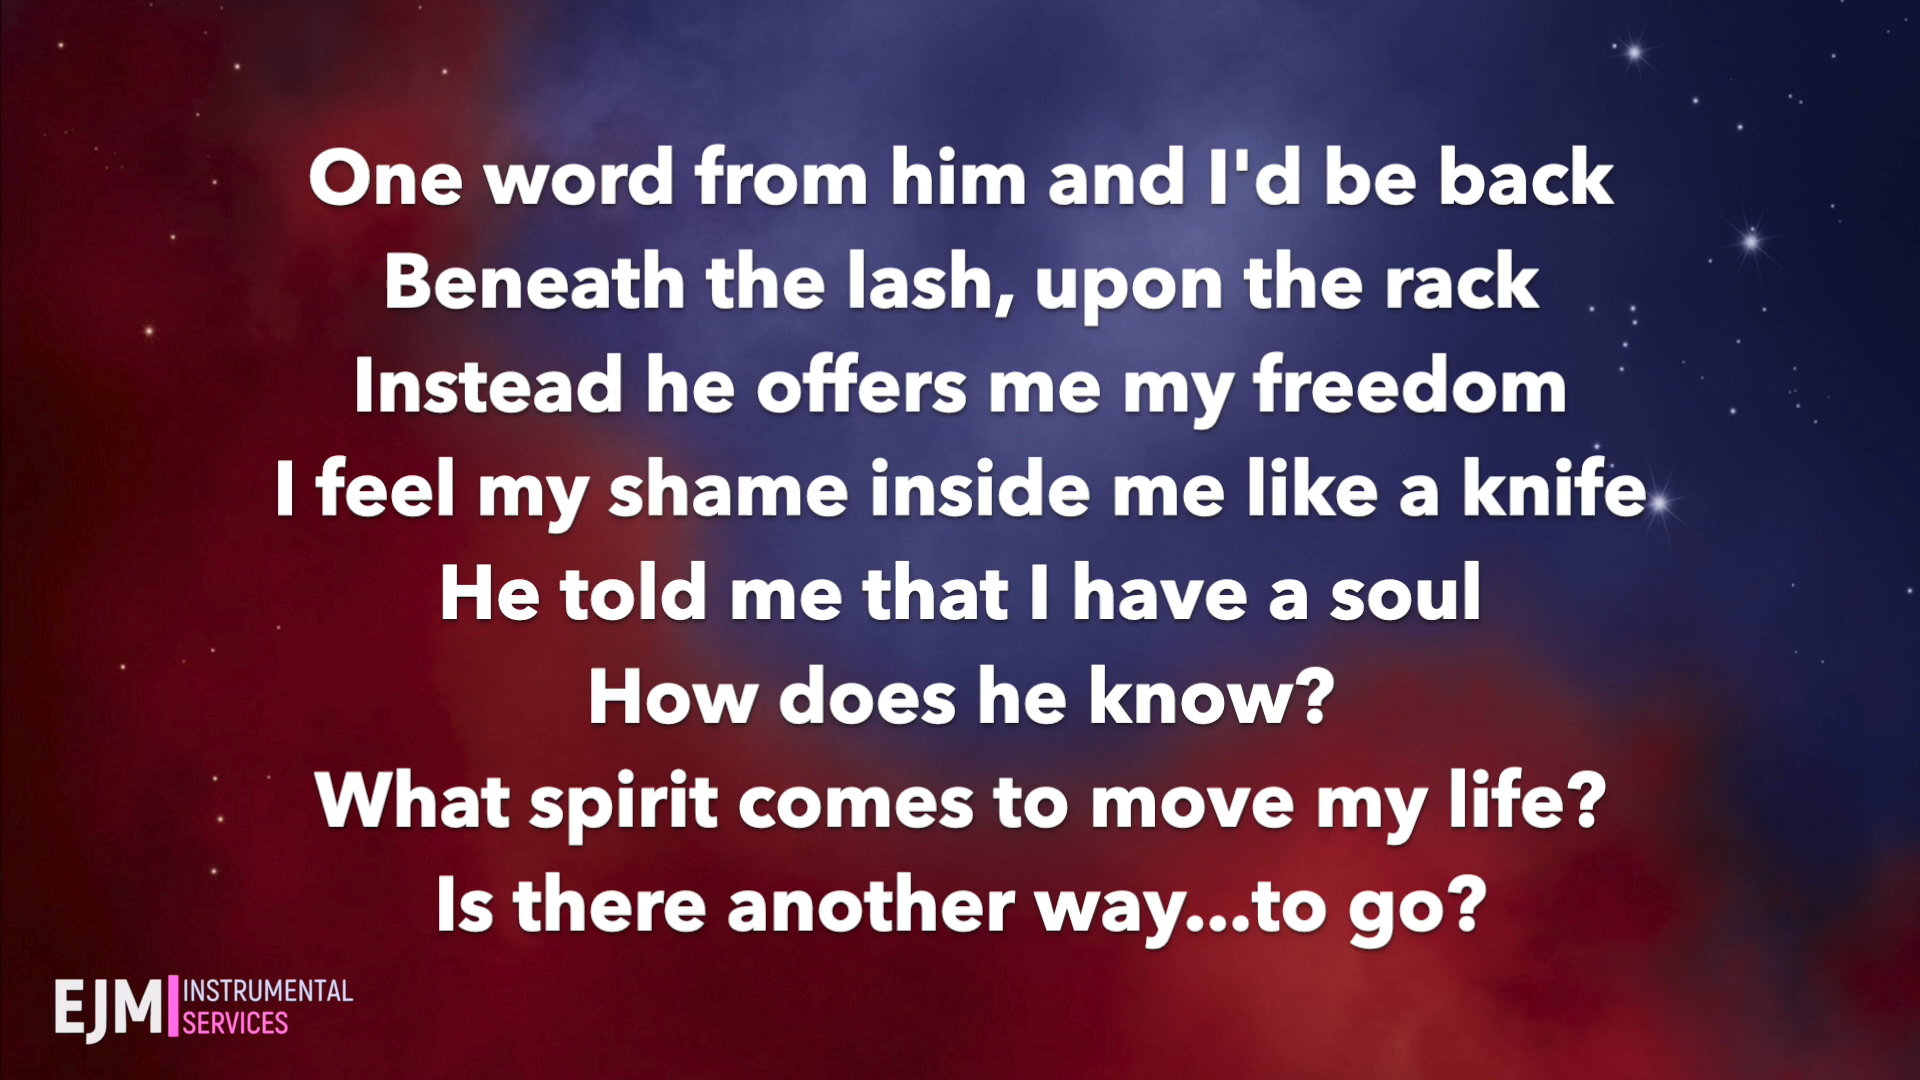 One word from him and I'd be back
Beneath the lash, upon the rack
Instead he offers me my freedom
I feel my shame inside me like a knife
He told me that I have a soul
How does he know?
What spirit comes to move my life?
Is there another way...to go?
EJM INSTRUMENTAL
SERVICES